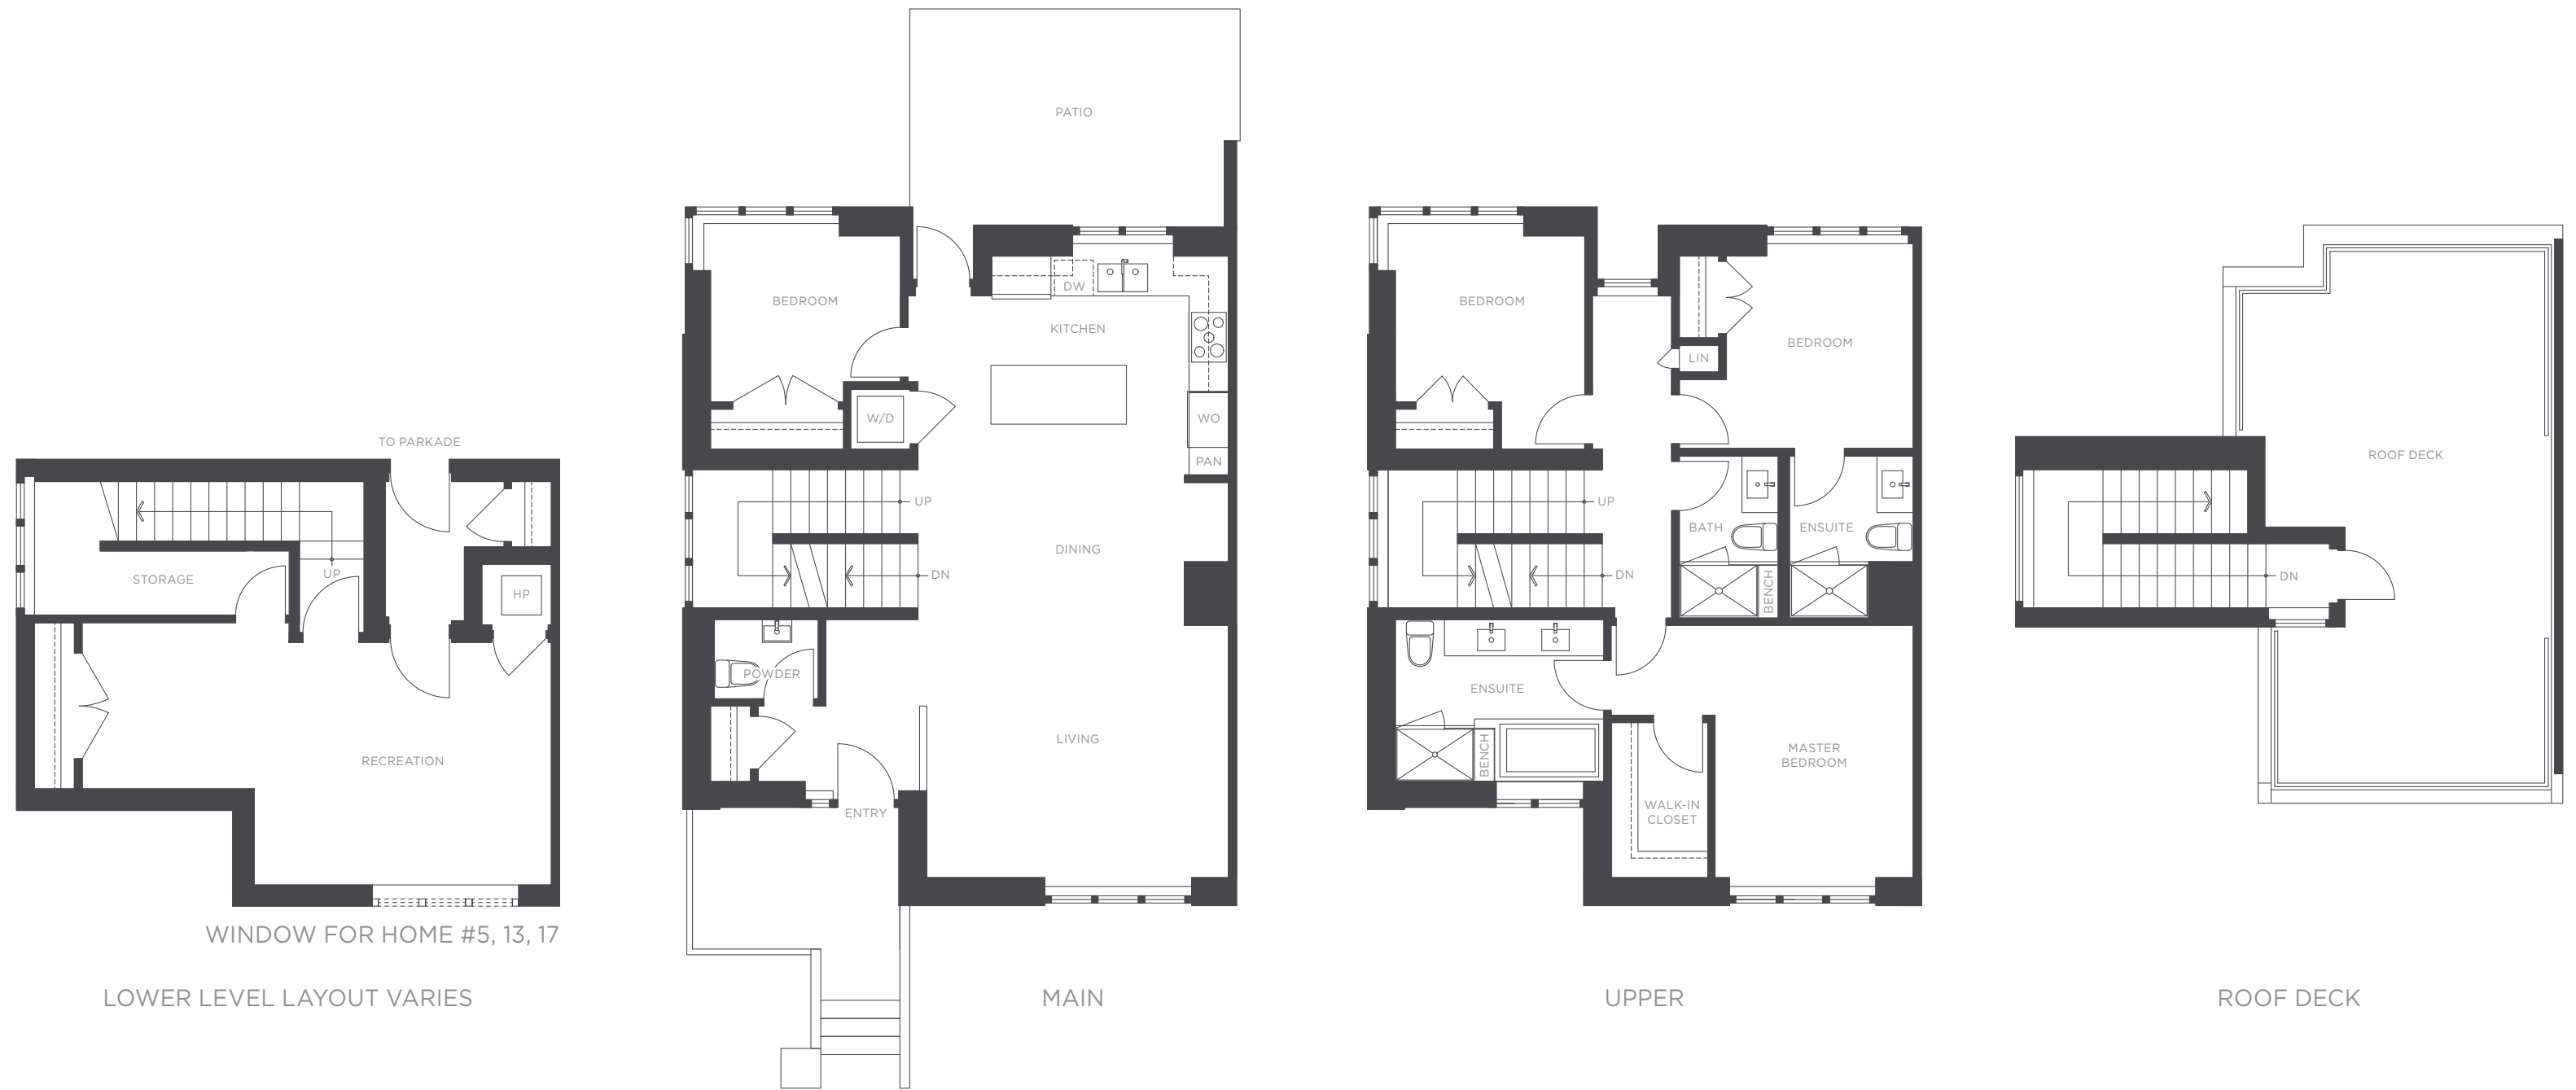 TO PARKADE
STORAGE
UP
HP
RECREATION
WINDOW FOR HOME #5, 13, 17
LOWER LEVEL LAYOUT VARIES
PATIO
BEDROOM
DW
KITCHEN
W/D
WO
PAN
UP
DINING
DN
POWDER
LIVING
ENTRY
MAIN
BEDROOM
BEDROOM
LIN
UP
BATH
ENSUITE
DN
BENCH
ENSUITE
BENCH
MASTER
BEDROOM
WALK-IN
CLOSET
UPPER
ROOF DECK
DN
ROOF DECK